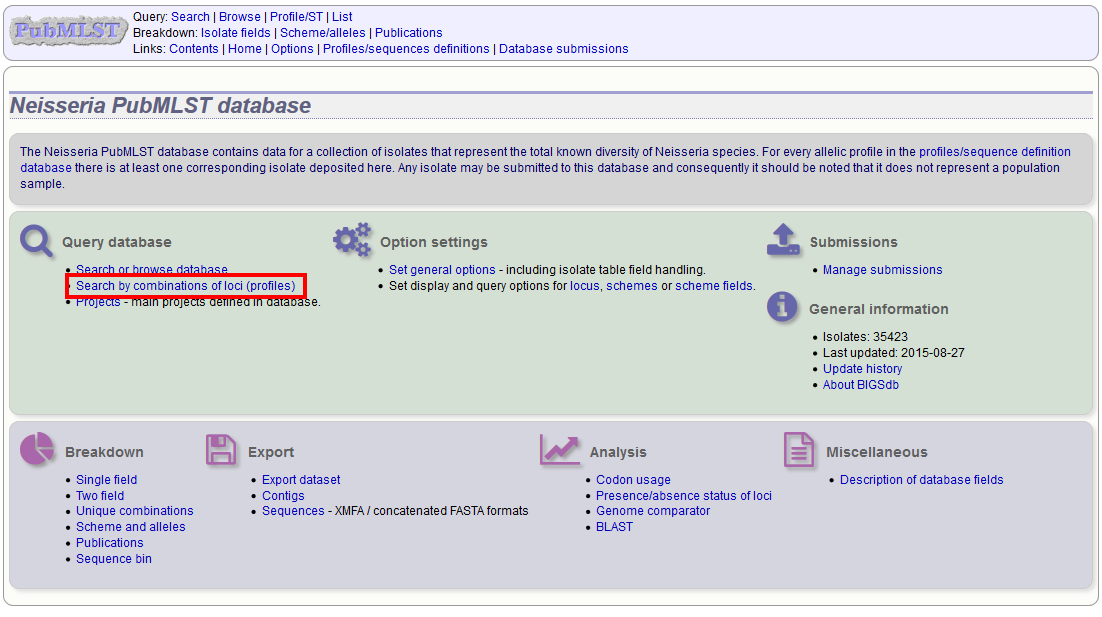 PubMLST
Query: Search | Browse | Profile/ST | List
Breakdown: Isolate fields | Scheme/alleles | Publications
Links: Contents | Home | Options | Profiles/sequences definitions | Database submissions
Neisseria PubMLST database
The Neisseria PubMLST database contains data for a collection of isolates that represent the total known diversity of Neisseria species. For every allelic profile in the profiles/sequence definition
database there is at least one corresponding isolate deposited here. Any isolate may be submitted to this database and consequently it should be noted that it does not represent a population
sample.
Query database
• Search or browse database
• Search by combinations of loci (profiles)
• Projects - main projects defined in database.
Option settings
• Set general options - including isolate table field handling.
• Set display and query options for locus, schemes or scheme fields.
Submissions
• Manage submissions
General information
• Isolates: 35423
• Last updated: 2015-08-27
• Update history
• About BIGSdb
Breakdown
• Single field
• Two field
• Unique combinations
• Scheme and alleles
• Publications
• Sequence bin
Export
• Export dataset
• Contigs
• Sequences - XMFA / concatenated FASTA formats
Analysis
• Codon usage
• Presence/absence status of loci
• Genome comparator
• BLAST
Miscellaneous
• Description of database fields